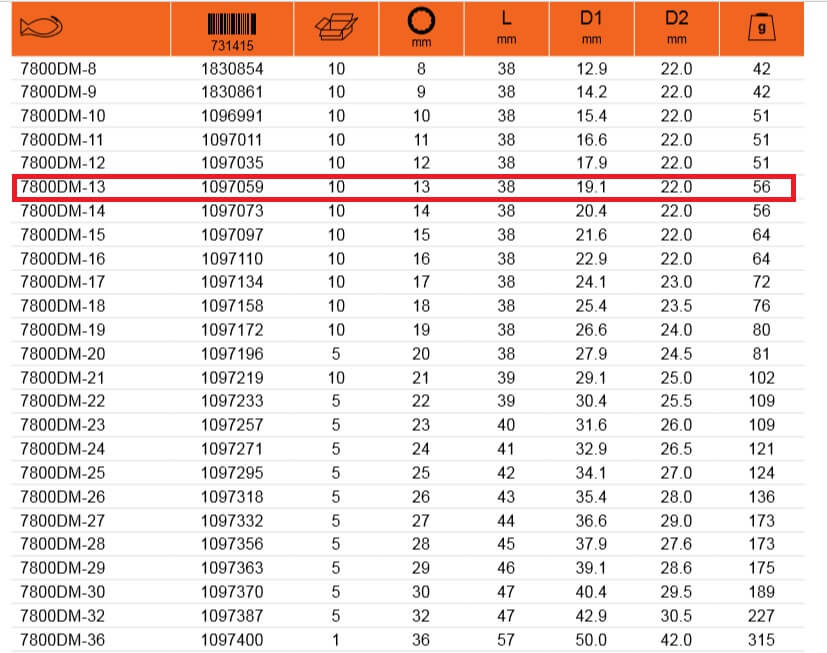 731415 mm L mm D1 mm D2 mm g
7800DM-8 1830854 10 8 38 12.9 22.0 42
7800DM-9 1830861 10 9 38 14.2 22.0 42
7800DM-10 1096991 10 10 38 15.4 22.0 51
7800DM-11 1097011 10 11 38 16.6 22.0 51
7800DM-12 1097035 10 12 38 17.9 22.0 51
7800DM-13 1097059 10 13 38 19.1 22.0 56
7800DM-14 1097073 10 14 38 20.4 22.0 56
7800DM-15 1097097 10 15 38 21.6 22.0 64
7800DM-16 1097110 10 16 38 22.9 22.0 64
7800DM-17 1097134 10 17 38 24.1 23.0 72
7800DM-18 1097158 10 18 38 25.4 23.5 76
7800DM-19 1097172 10 19 38 26.6 24.0 80
7800DM-20 1097196 5 20 38 27.9 24.5 81
7800DM-21 1097219 10 21 39 29.1 25.0 102
7800DM-22 1097233 5 22 39 30.4 25.5 109
7800DM-23 1097257 5 23 40 31.6 26.0 109
7800DM-24 1097271 5 24 41 32.9 26.5 121
7800DM-25 1097295 5 25 42 34.1 27.0 124
7800DM-26 1097318 5 26 43 35.4 28.0 136
7800DM-27 1097332 5 27 44 36.6 29.0 173
7800DM-28 1097356 5 28 45 37.9 27.6 173
7800DM-29 1097363 5 29 46 39.1 28.6 175
7800DM-30 1097370 5 30 47 40.4 29.5 189
7800DM-32 1097387 5 32 47 42.9 30.5 227
7800DM-36 1097400 1 36 57 50.0 42.0 315